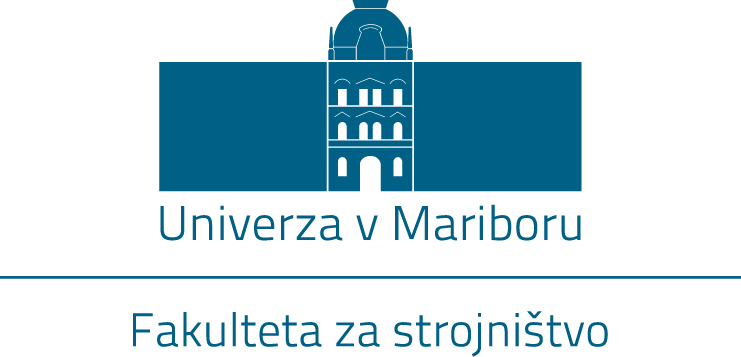 Univerza v Mariboru
Fakulteta za strojništvo